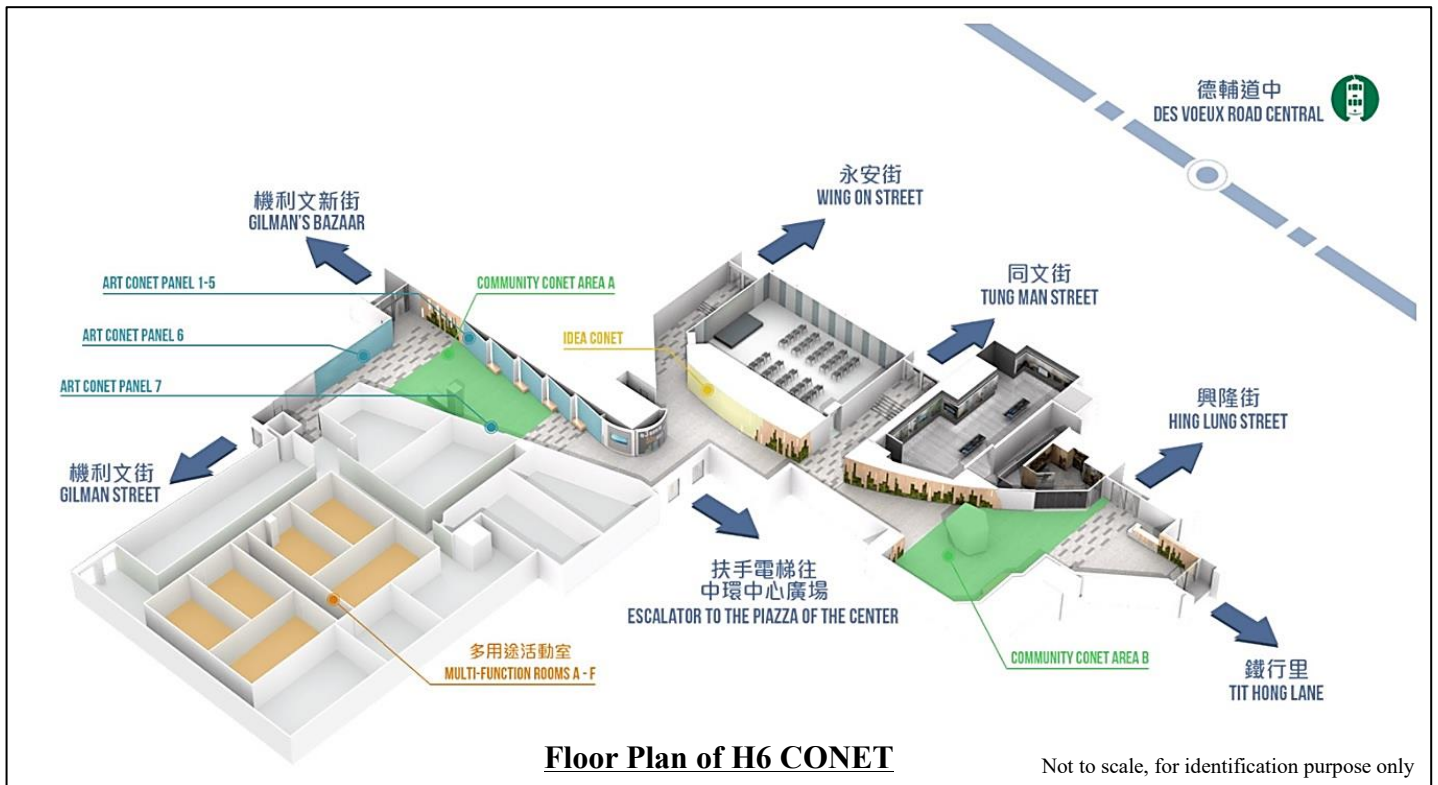 德輔道中
DES VOEUX ROAD CENTRAL
永安街
WING ON STREET
機利文新街
GILMAN'S BAZAAR
同文街
TUNG MAN STREET
ART CONET PANEL 1-5
COMMUNITY CONET AREA A
ART CONET PANEL 6
IDEA CONET
ART CONET PANEL 7
興隆街
HING LUNG STREET
機利文街
GILMAN STREET
扶手電梯往
中環中心廣場
ESCALATOR TO THE PIAZZA OF THE CENTER
多用途活動室
MULTI-FUNCTION ROOMS A - F
COMMUNITY CONET AREA B
鐵行里
TIT HONG LANE
Floor Plan of H6 CONET
Not to scale, for identification purpose only